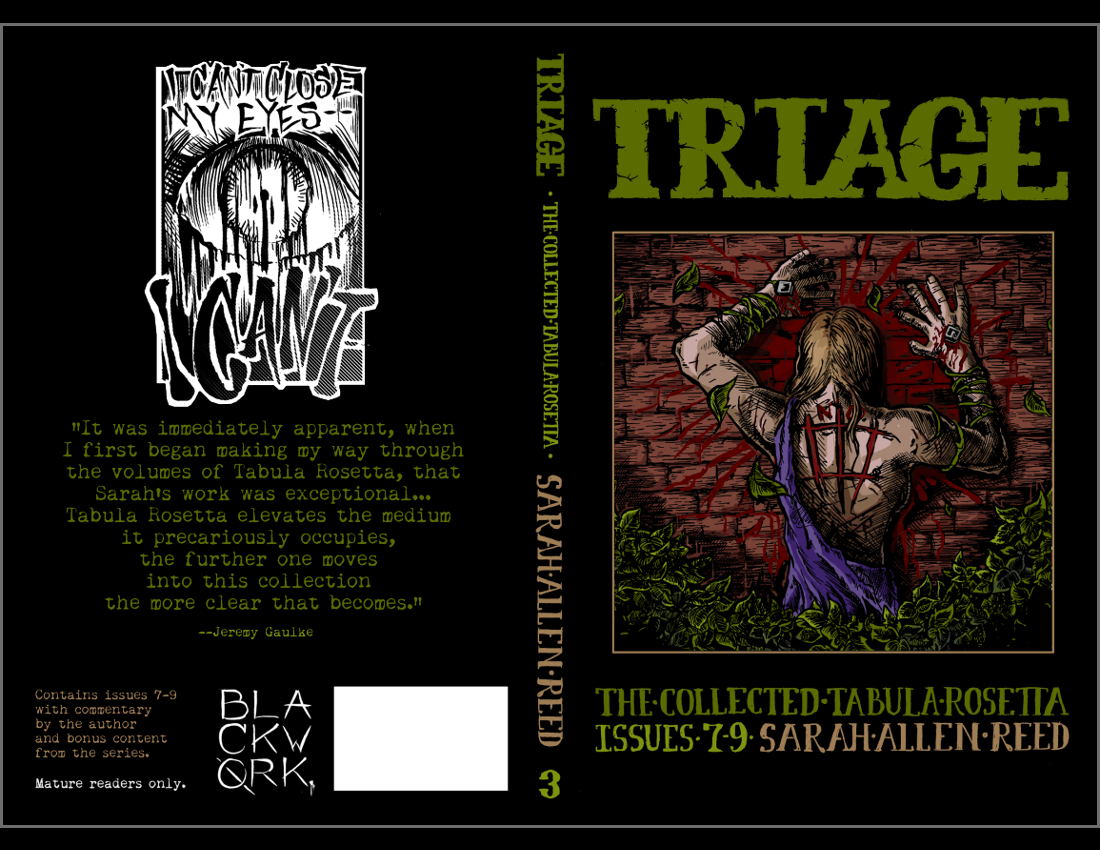 I CAN'T CLOSE
MY EYES--
I CAN'T
"It was immediately apparent, when
I first began making my way through
the volumes of Tabula Rosetta, that
Sarah's work was exceptional...
Tabula Rosetta elevates the medium
it precariously occupies,
the further one moves
into this collection
the more clear that becomes."
--Jeremy Gaulke
Contains issues 7-9
with commentary
by the author
and bonus content
from the series.
Mature readers only.
BLA
CKW
ORK,
TRIAGE · THE·COLLECTED·TABULA·ROSETTA · SARAH·ALLEN·REED
3
TRIAGE
THE·COLLECTED·TABULA·ROSETTA
ISSUES·7-9· SARAH·ALLEN·REED